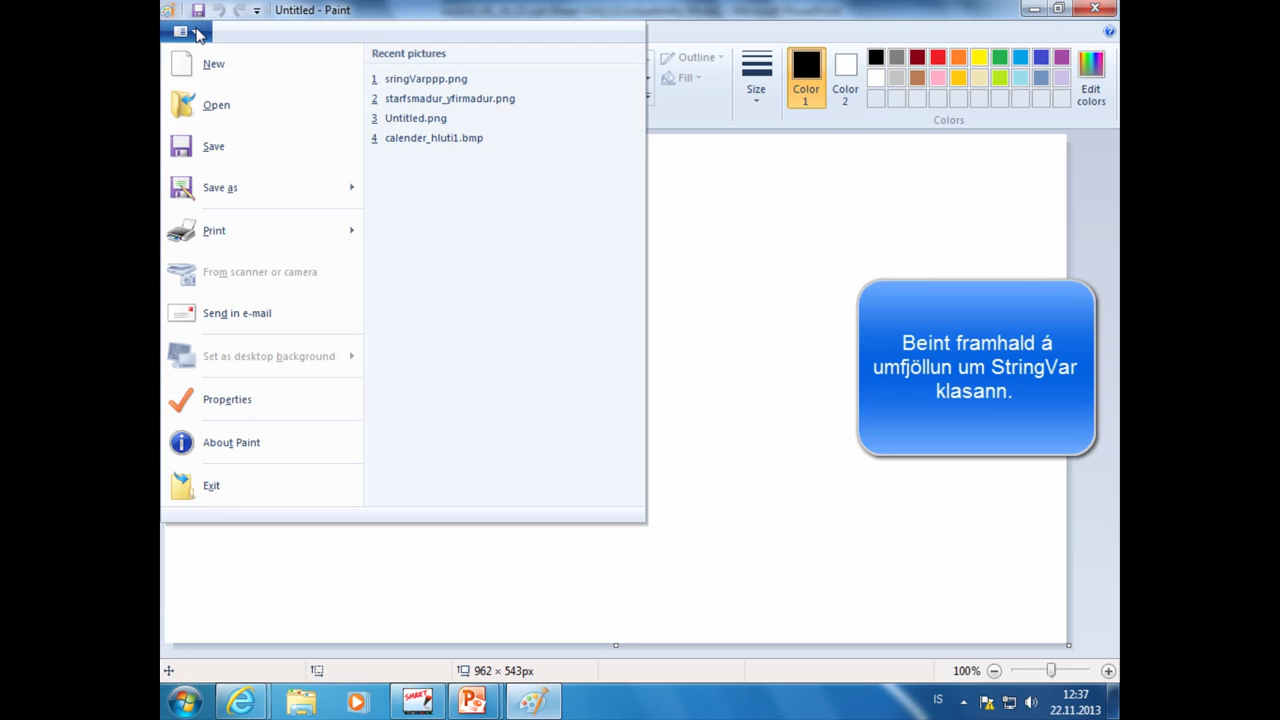 Untitled - Paint
Recent pictures
New
1 sringVarppp.png
2 starfsmadur_yfirmadur.png
Open
3 Untitled.png
4 calender_hluti1.bmp
Save
Save as
Print
From scanner or camera
Send in e-mail
Set as desktop background
Properties
About Paint
Exit
Outline
Fill
Size
Color
1
Color
2
Edit
colors
Colors
Beint framhald á
umfjöllun um StringVar
klasann.
962 × 543px
100%
SMART
IS
12:37
22.11.2013